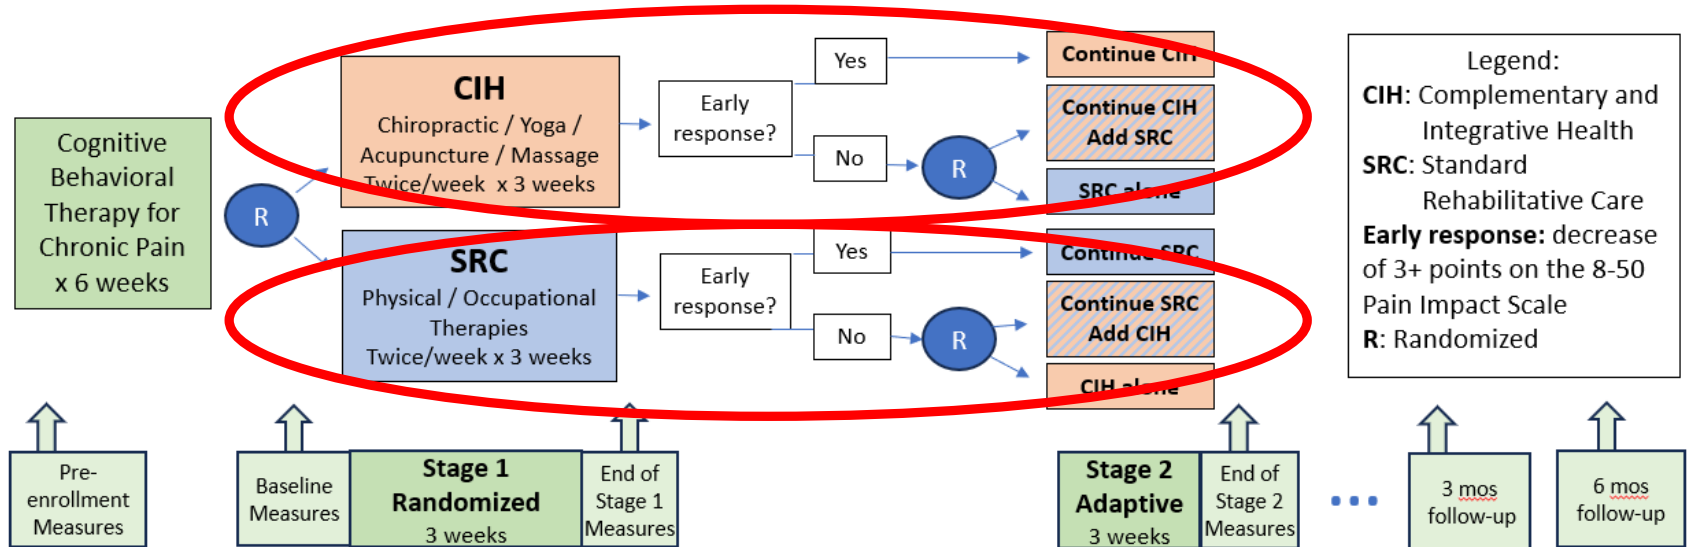 Cognitive
Behavioral
Therapy for
Chronic Pain
x 6 weeks
R
CIH
Chiropractic / Yoga /
Acupuncture / Massage
Twice/week x 3 weeks
Early
response?
Yes
No
R
Continue CIH
Continue CIH
Add SRC
SRC alone
SRC
Physical / Occupational
Therapies
Twice/week x 3 weeks
Early
response?
Yes
No
R
Continue SRC
Continue SRC
Add CIH
CIH alone
Legend:
CIH: Complementary and
Integrative Health
SRC: Standard
Rehabilitative Care
Early response: decrease
of 3+ points on the 8-50
Pain Impact Scale
R: Randomized
Pre-
enrollment
Measures
Baseline
Measures
Stage 1
Randomized
3 weeks
End of
Stage 1
Measures
Stage 2
Adaptive
3 weeks
End of
Stage 2
Measures
...
3 mos
follow-up
6 mos
follow-up